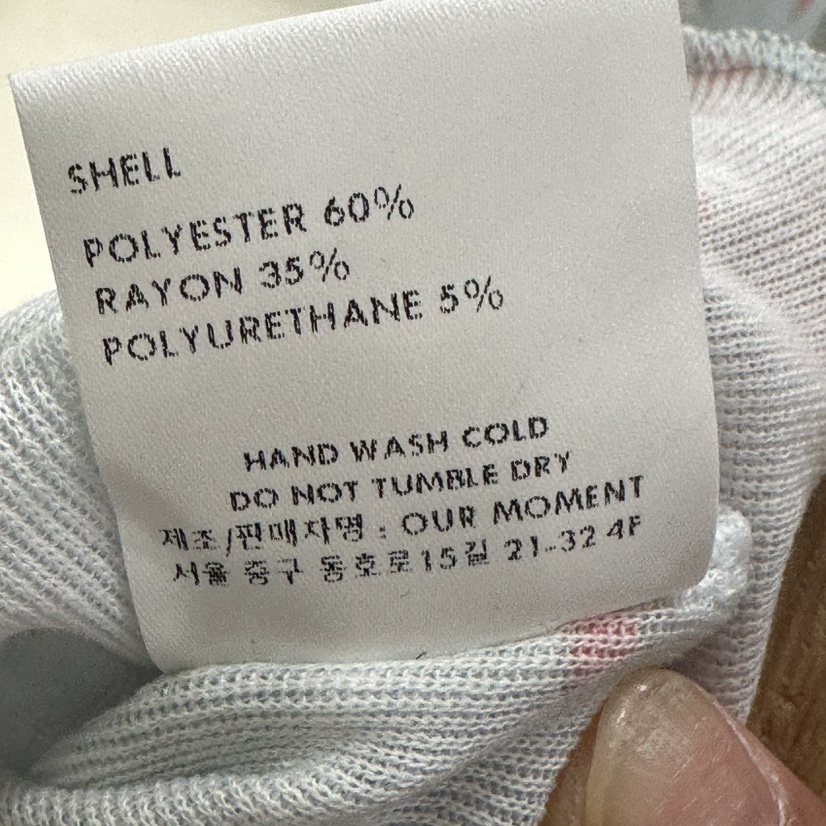 SHELL
POLYESTER 60%
RAYON 35%
POLYURETHANE 5%
HAND WASH COLD
DO NOT TUMBLE DRY
제조/판매자명 : OUR MOMENT
서울 중구 동호로15길 21-32 4F